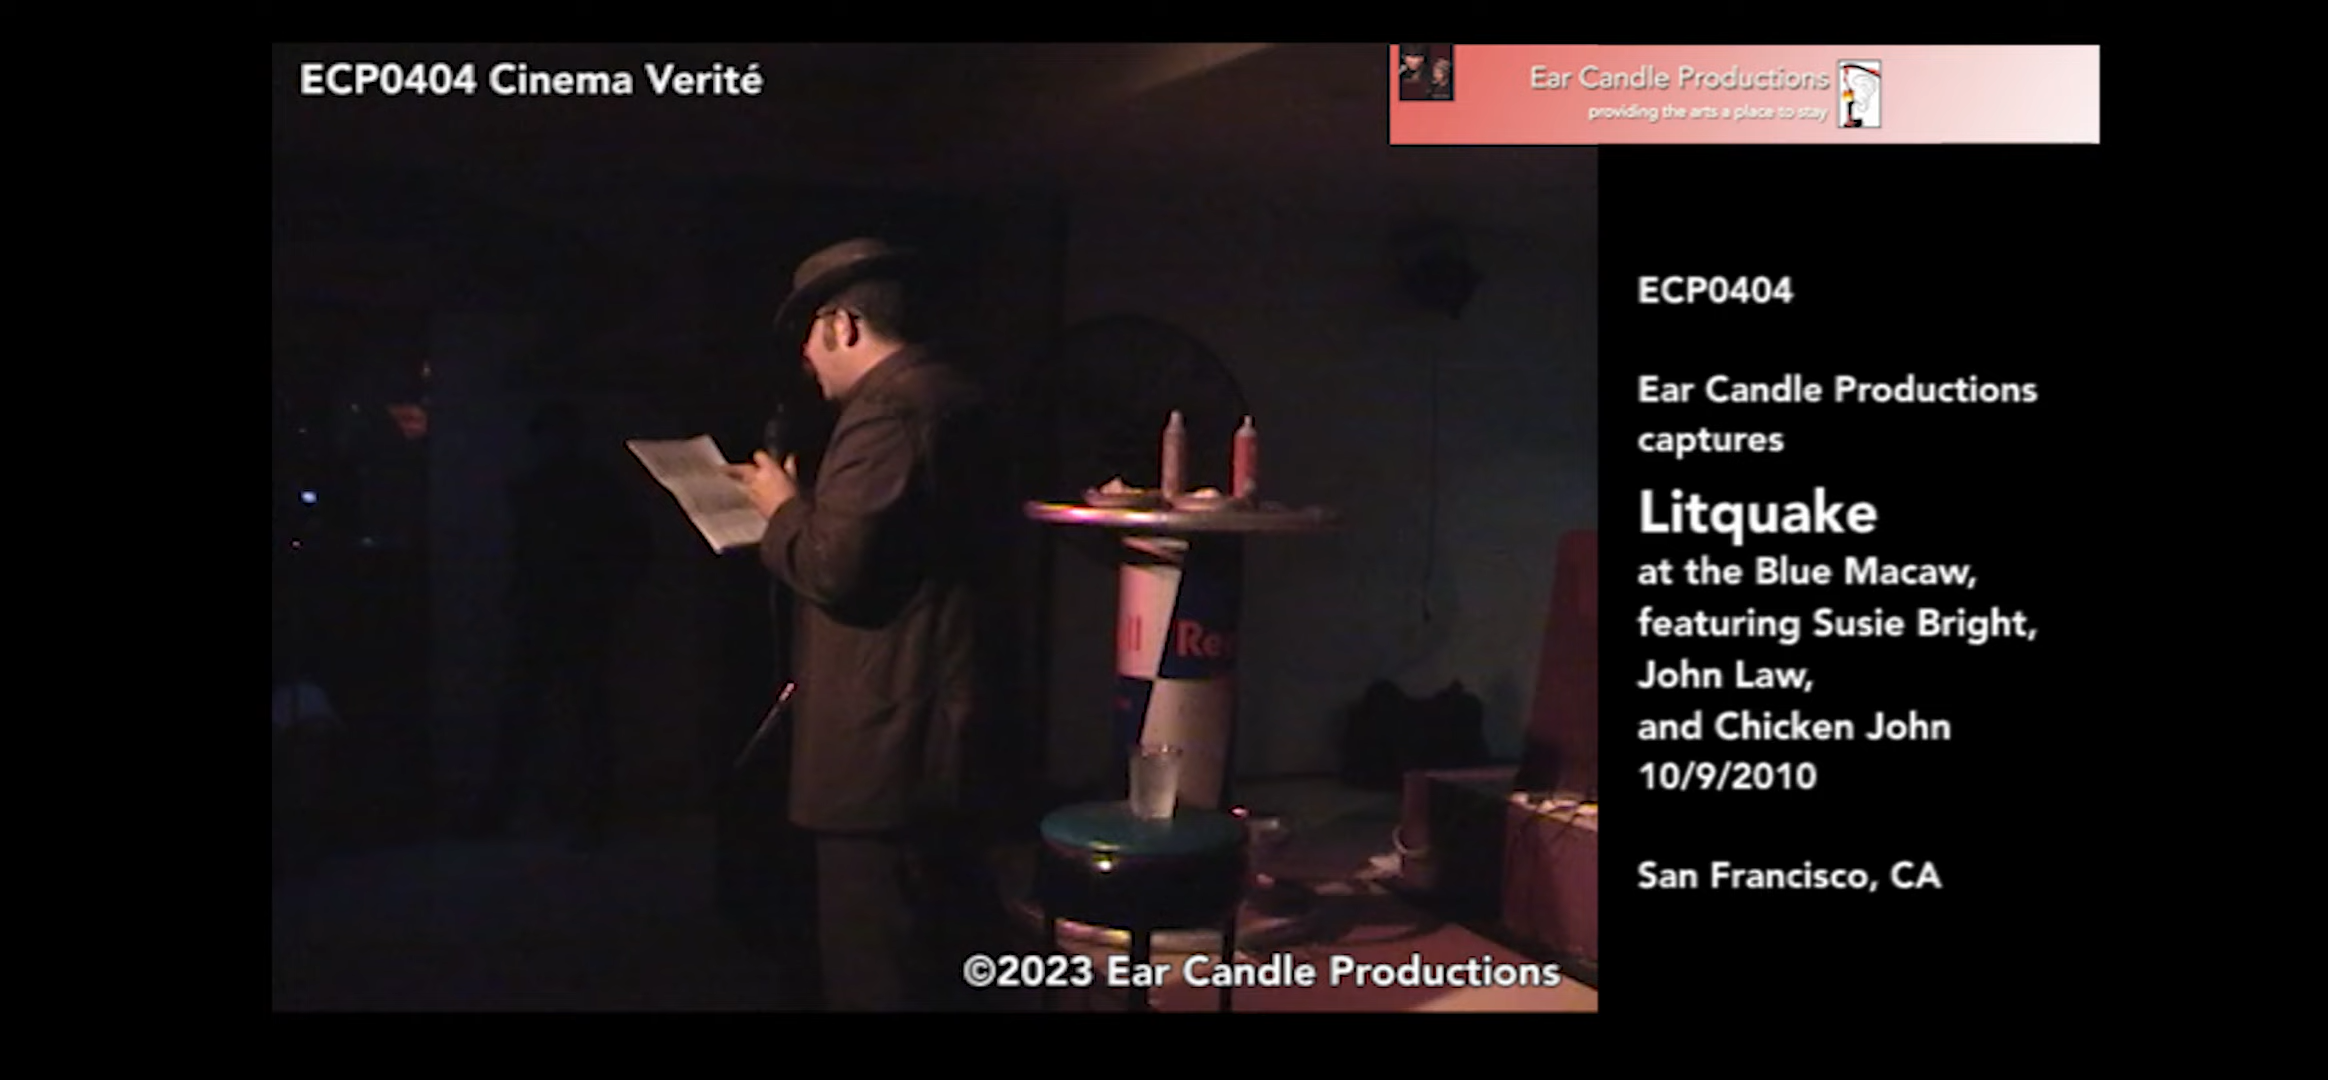 ECP0404 Cinema Verité
Ear Candle Productions
providing the arts a place to stay
ECP0404
Ear Candle Productions
captures
Litquake
at the Blue Macaw,
featuring Susie Bright,
John Law,
and Chicken John
10/9/2010
San Francisco, CA
ll Re
©2023 Ear Candle Productions